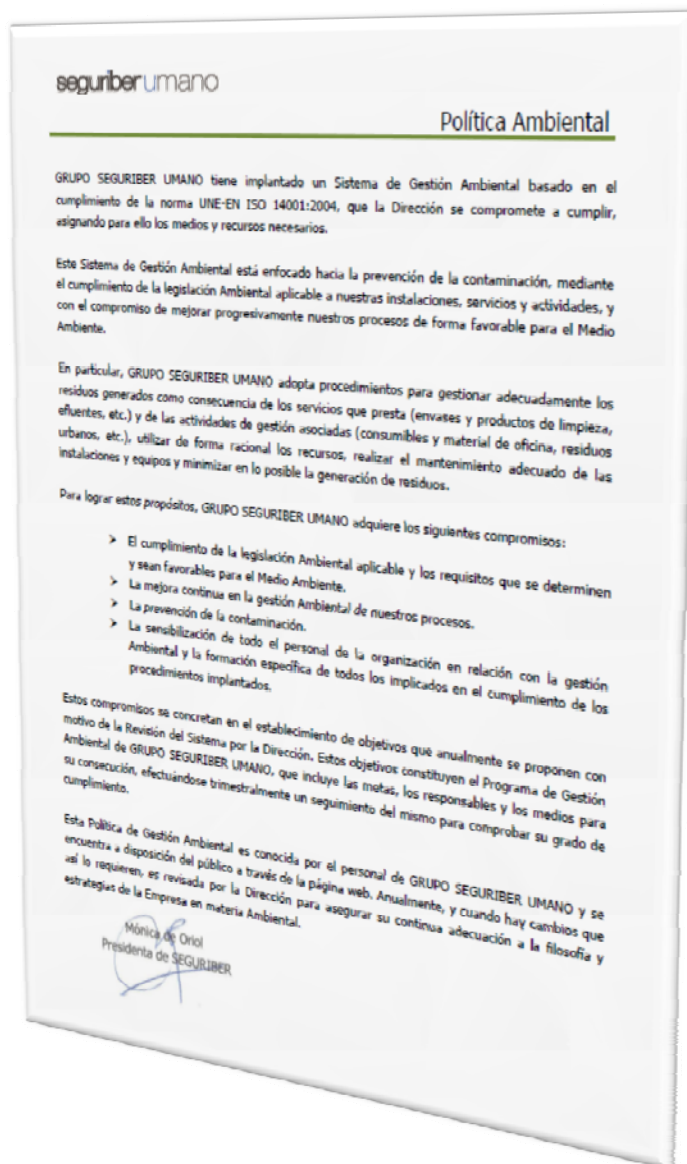 seguriberumano
Política Ambiental
GRUPO SEGURIBER UMANO tiene implantado un Sistema de Gestión Ambiental basado en el
cumplimiento de la norma UNE-EN ISO 14001:2004, que la Dirección se compromete a cumplir,
asignando para ello los medios y recursos necesarios.
Este Sistema de Gestión Ambiental está enfocado hacia la prevención de la contaminación, mediante
el cumplimiento de la legislación Ambiental aplicable a nuestras instalaciones, servicios y actividades, y
con el compromiso de mejorar progresivamente nuestros procesos de forma favorable para el Medio
Ambiente.
En particular, GRUPO SEGURIBER UMANO adopta procedimientos para gestionar adecuadamente los
residuos generados como consecuencia de los servicios que presta (envases y productos de limpieza,
efluentes, etc.) y de las actividades de gestión asociadas (consumibles y material de oficina, residuos
urbanos, etc.), utilizar de forma racional los recursos, realizar el mantenimiento adecuado de las
instalaciones y equipos y minimizar en lo posible la generación de residuos.
Para lograr estos propósitos, GRUPO SEGURIBER UMANO adquiere los siguientes compromisos:
➤ El cumplimiento de la legislación Ambiental aplicable y los requisitos que se determinen
y sean favorables para el Medio Ambiente.
➤ La mejora continua en la gestión Ambiental de nuestros procesos.
➤ La prevención de la contaminación.
➤ La sensibilización de todo el personal de la organización en relación con la gestión
Ambiental y la formación específica de todos los implicados en el cumplimiento de los
procedimientos implantados.
Estos compromisos se concretan en el establecimiento de objetivos que anualmente se proponen con
motivo de la Revisión del Sistema por la Dirección. Estos objetivos constituyen el Programa de Gestión
Ambiental de GRUPO SEGURIBER UMANO, que incluye las metas, los responsables y los medios para
su consecución, efectuándose trimestralmente un seguimiento del mismo para comprobar su grado de
cumplimiento.
Esta Política de Gestión Ambiental es conocida por el personal de GRUPO SEGURIBER UMANO y se
encuentra a disposición del público a través de la página web. Anualmente, y cuando hay cambios que
así lo requieren, es revisada por la Dirección para asegurar su continua adecuación a la filosofía y
estrategias de la Empresa en materia Ambiental.
Mónica de Oriol
Presidenta de SEGURIBER